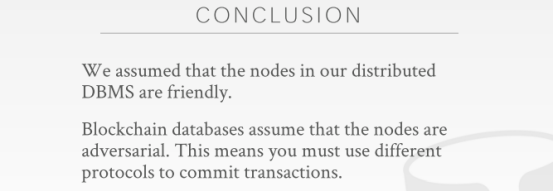 CONCLUSION
We assumed that the nodes in our distributed
DBMS are friendly.
Blockchain databases assume that the nodes are
adversarial. This means you must use different
protocols to commit transactions.